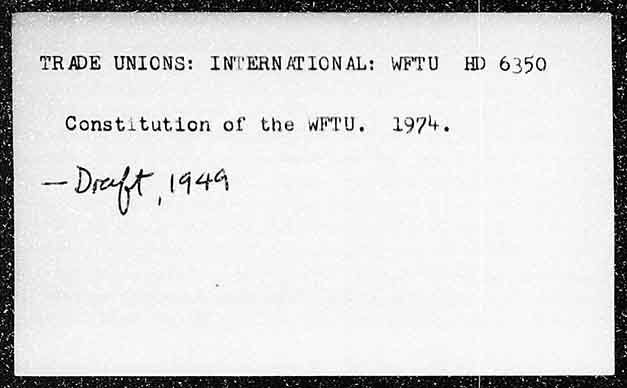 TRADE UNIONS: INTERNATIONAL: WFTU HD 6350
Constitution of the WFTU. 1974.
— Draft, 1949